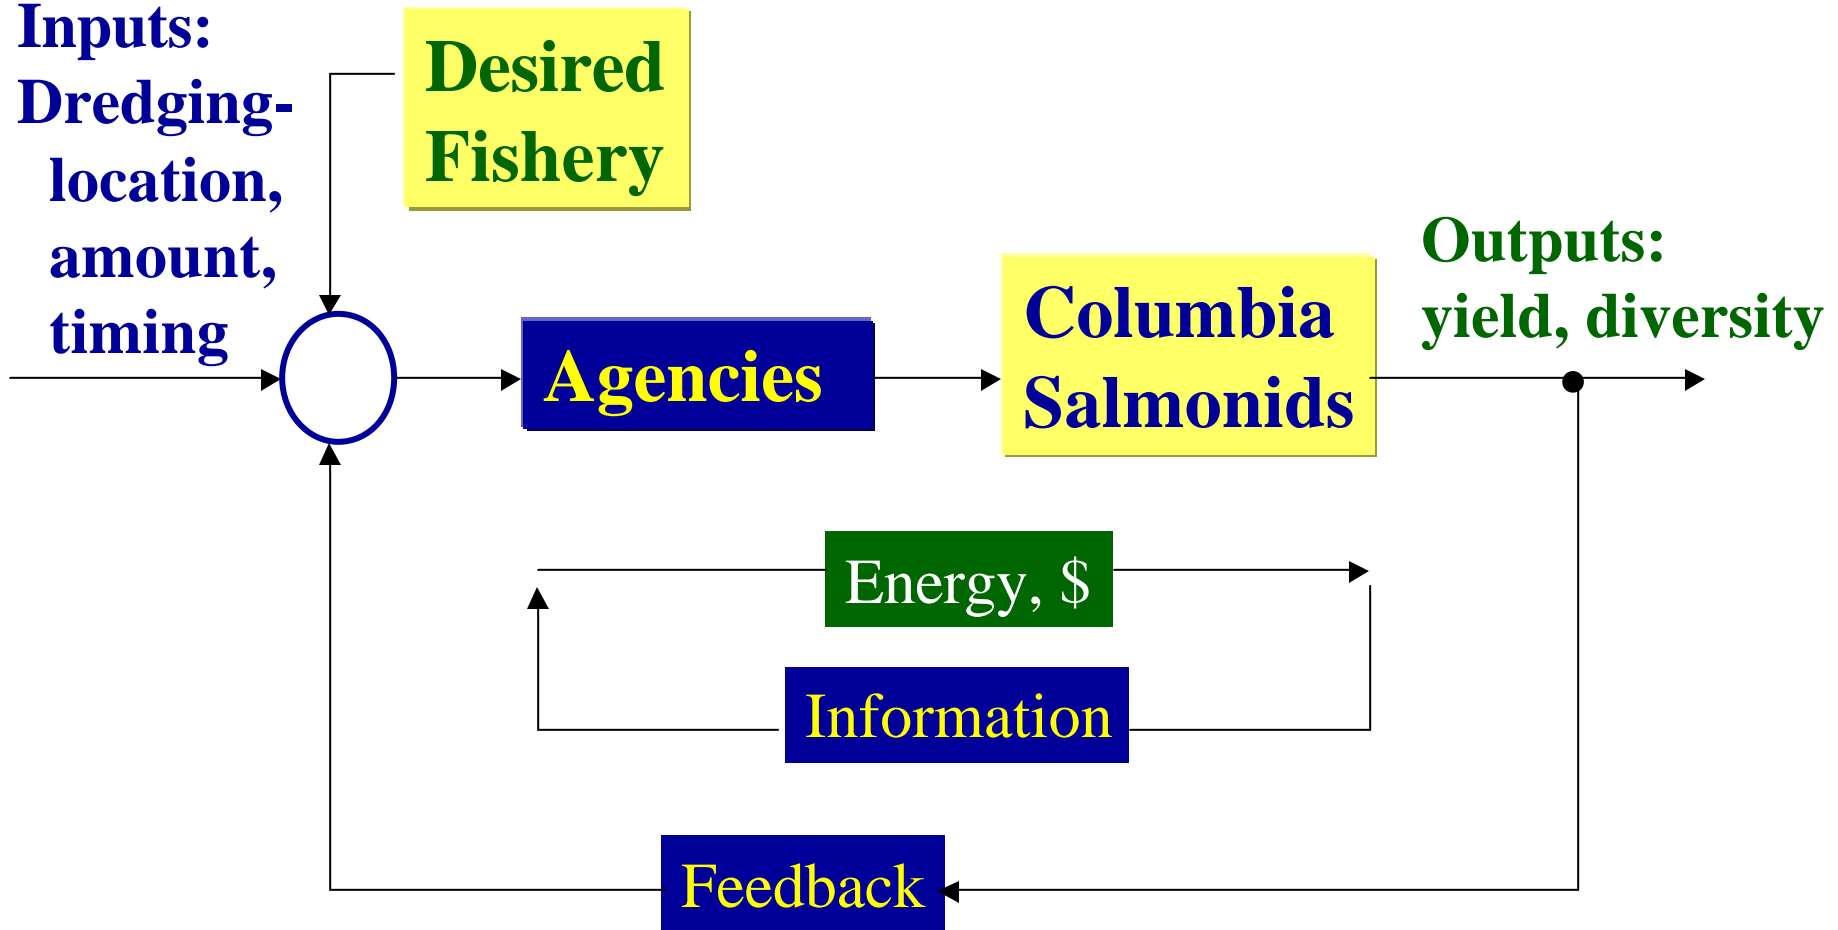 Inputs:
Dredging-
location,
amount,
timing
Desired
Fishery
Agencies
Columbia
Salmonids
Outputs:
yield, diversity
Energy, $
Information
Feedback